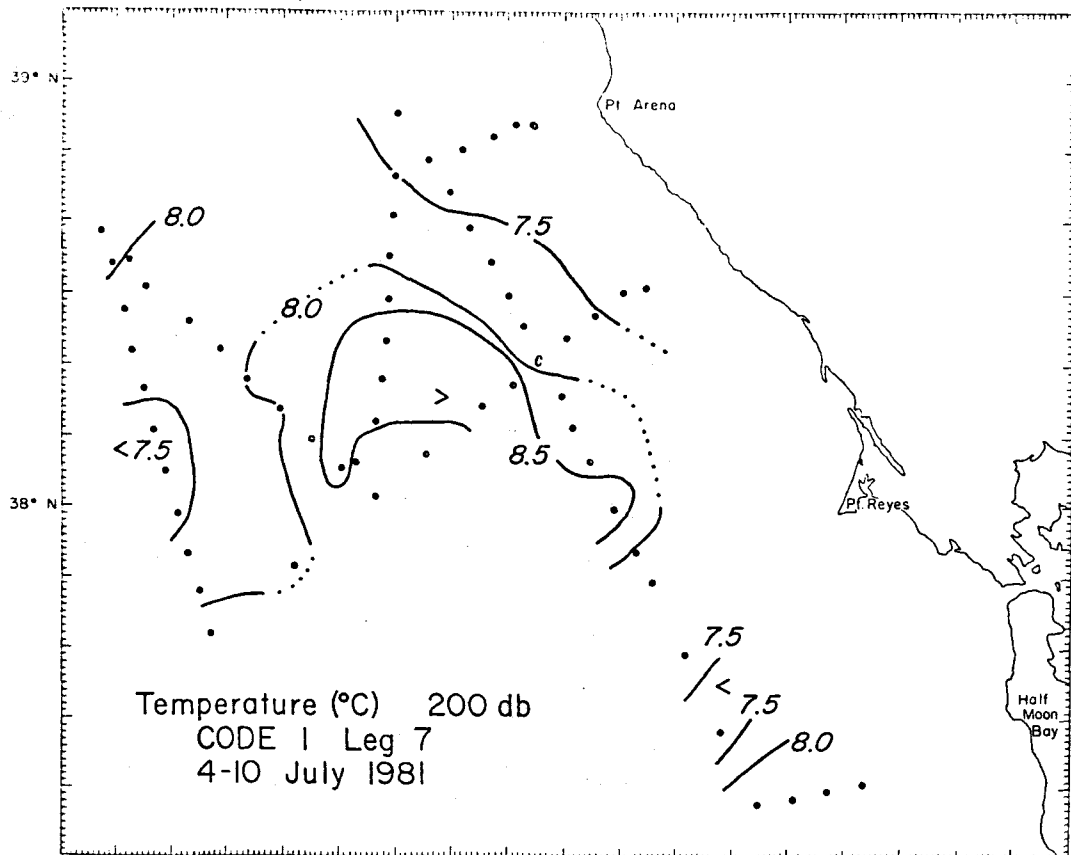 39° N
Pt. Arena
8.0
7.5
8.0
C
>
<7.5
8.5
38° N
Pt. Reyes
7.5
<
7.5
8.0
Half
Moon
Bay
Temperature (°C) 200 db
CODE 1 Leg 7
4-10 July 1981